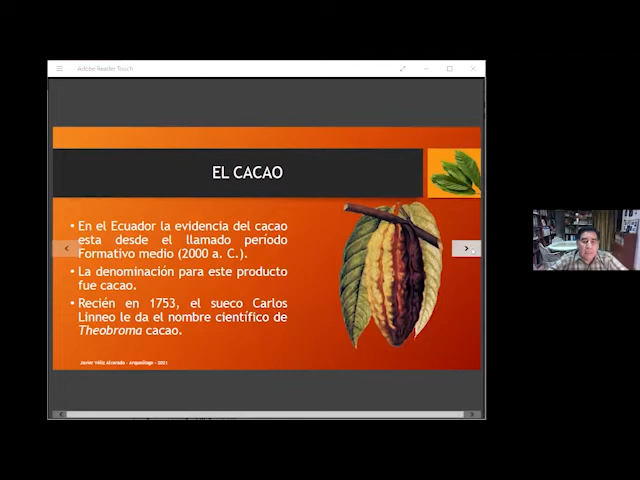 Adobe Reader Touch
EL CACAO
• En el Ecuador la evidencia del cacao
esta desde el llamado periodo
Formativo medio (2000 a. C.).
• La denominación para este producto
fue cacao.
• Recién en 1753, el sueco Carlos
Linneo le da el nombre científico de
Theobroma cacao.
Javier Véliz Alvarado - Arqueólogo - 2021